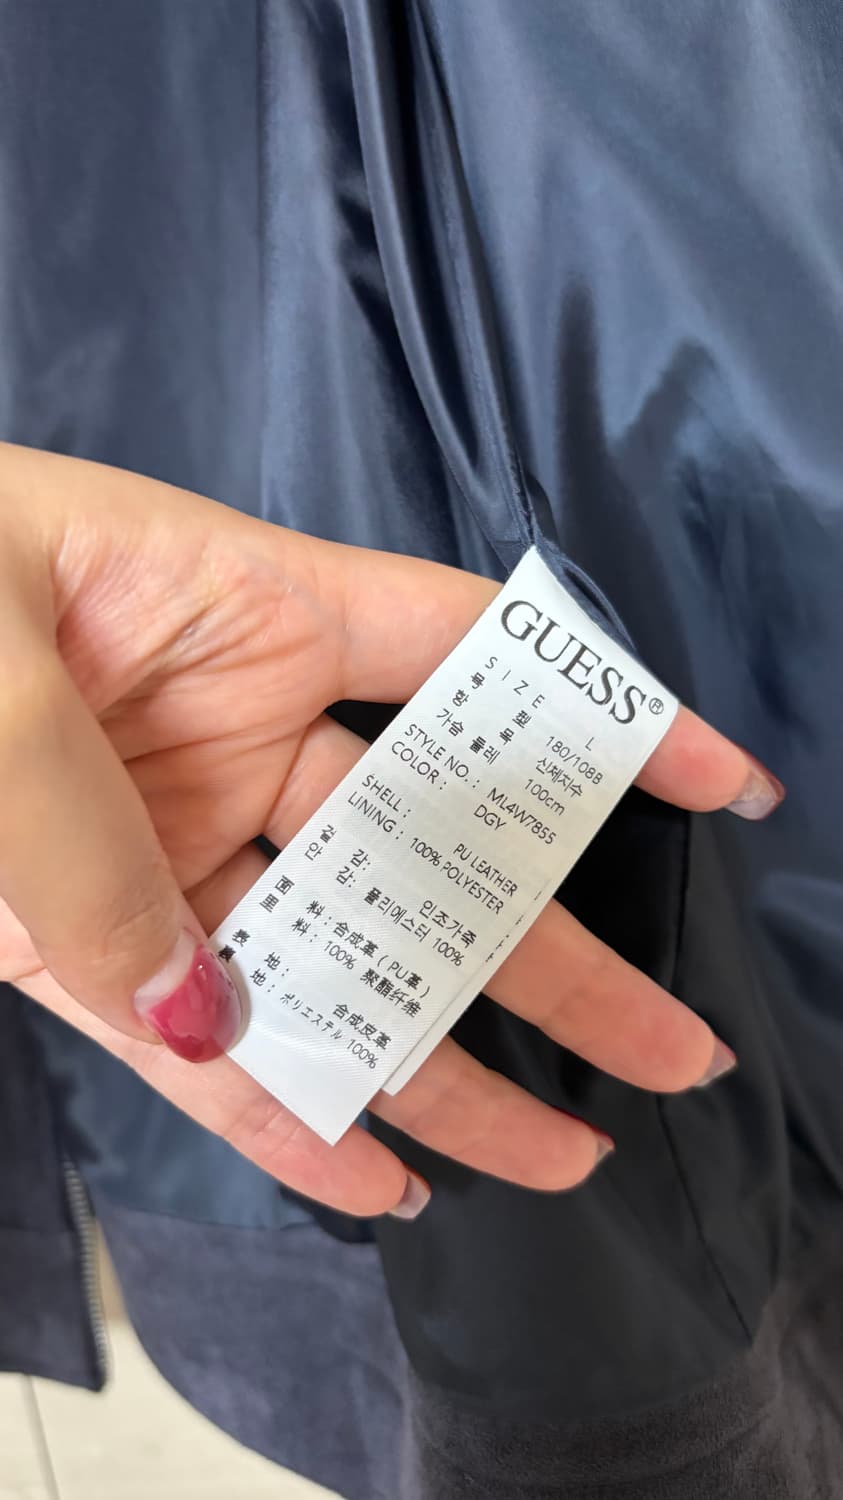 GUESS®
SIZE L
号 型 180/108B
항 목 신체치수
가슴 둘레 100cm
STYLE NO.: ML4W7855
COLOR: DGY
SHELL: PU LEATHER
LINING: 100% POLYESTER
겉 감: 인조가죽
안 감: 폴리에스터 100%
面 料: 合成革(PU革)
里 料: 100% 聚酯纤维
表 地: 合成皮革
裏 地: ポリエステル 100%